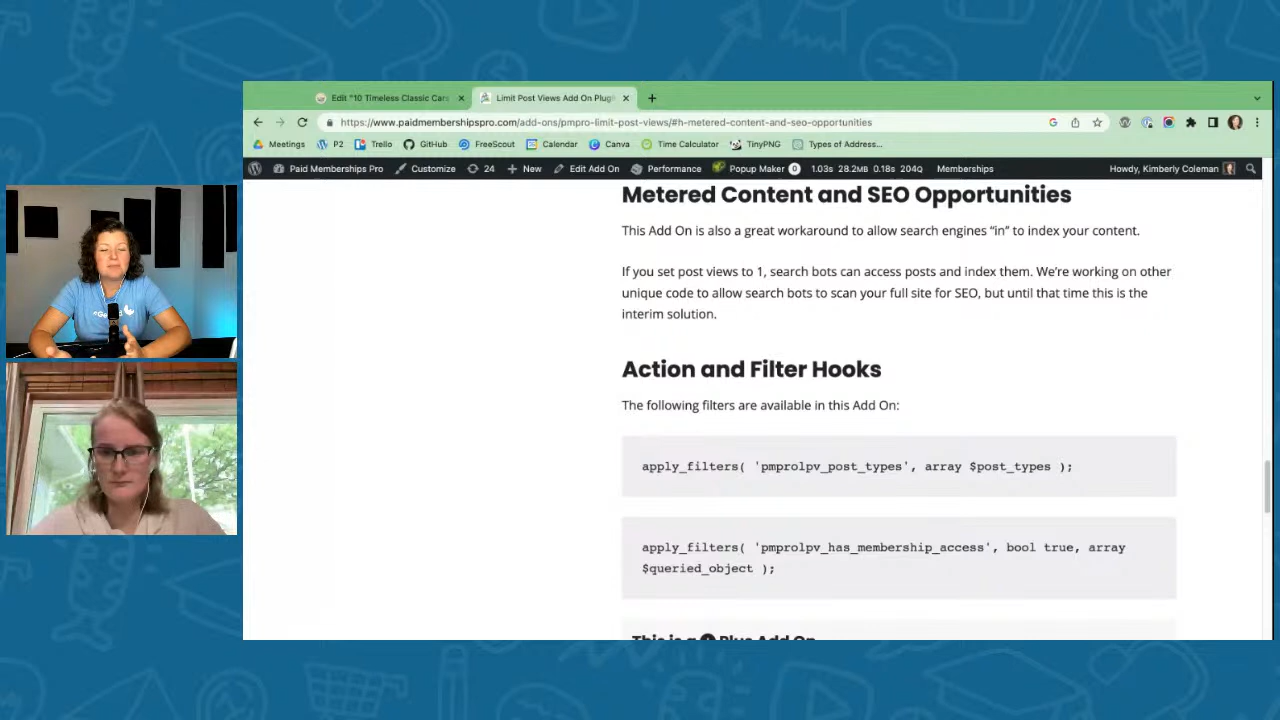 Edit "10 Timeless Classic Cars
Limit Post Views Add On Plugin
https://www.paidmembershipspro.com/add-ons/pmpro-limit-post-views/#h-metered-content-and-seo-opportunities
Meetings P2 Trello GitHub FreeScout Calendar Canva Time Calculator TinyPNG Types of Address...
Paid Memberships Pro Customize 24 New Edit Add On Performance Popup Maker 0 1.03s 28.2MB 0.18s 204Q Memberships Howdy, Kimberly Coleman
Metered Content and SEO Opportunities
This Add On is also a great workaround to allow search engines “in” to index your content.
If you set post views to 1, search bots can access posts and index them. We’re working on other
unique code to allow search bots to scan your full site for SEO, but until that time this is the
interim solution.
Action and Filter Hooks
The following filters are available in this Add On:
apply_filters( 'pmprolpv_post_types', array $post_types );
apply_filters( 'pmprolpv_has_membership_access', bool true, array
$queried_object );
This is a Plus Add On